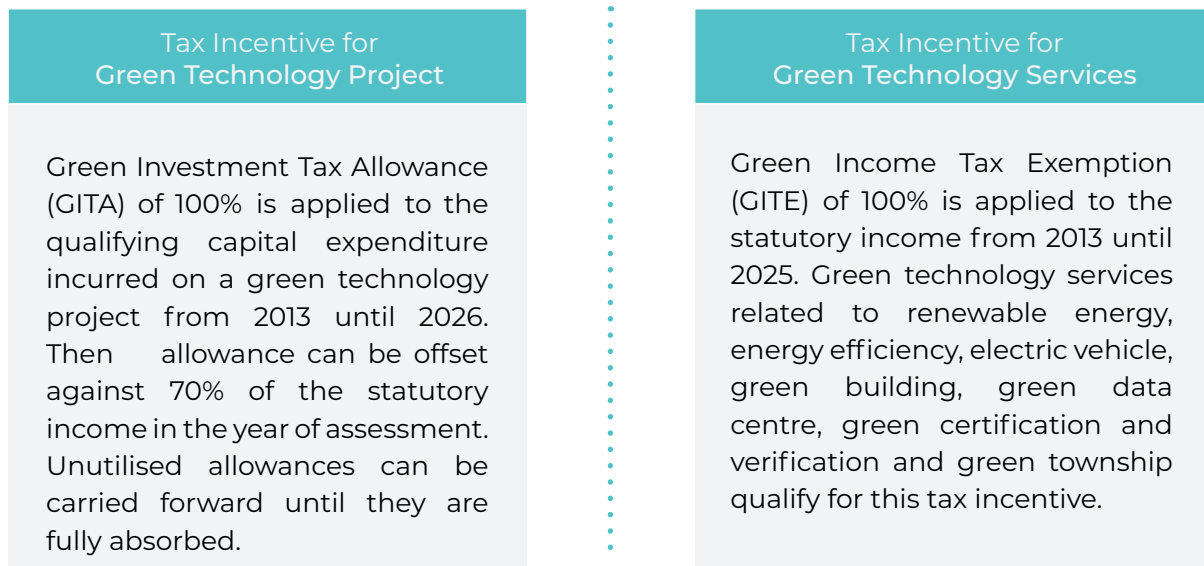 Tax Incentive for
Green Technology Project
Green Investment Tax Allowance
(GITA) of 100% is applied to the
qualifying capital expenditure
incurred on a green technology
project from 2013 until 2026.
Then allowance can be offset
against 70% of the statutory
income in the year of assessment.
Unutilised allowances can be
carried forward until they are
fully absorbed.
Tax Incentive for
Green Technology Services
Green Income Tax Exemption
(GITE) of 100% is applied to the
statutory income from 2013 until
2025. Green technology services
related to renewable energy,
energy efficiency, electric vehicle,
green building, green data
centre, green certification and
verification and green township
qualify for this tax incentive.